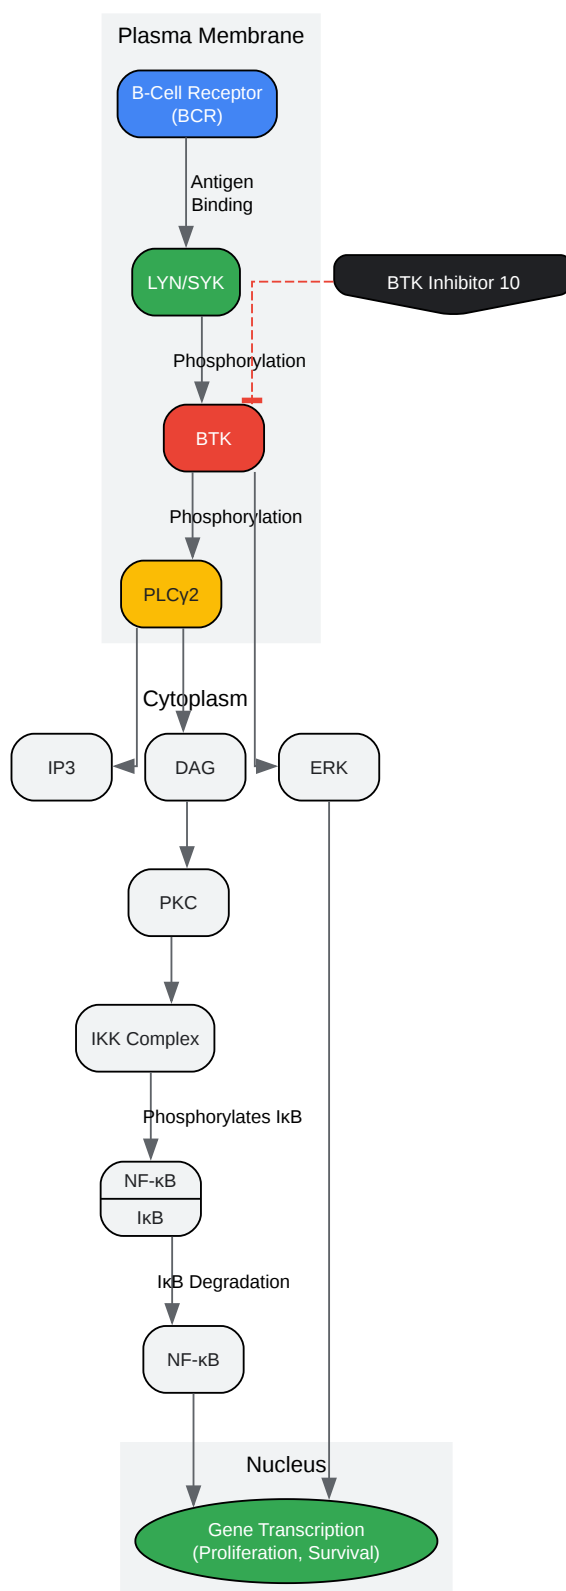 Plasma Membrane
B-Cell Receptor
(BCR)
Antigen
Binding
LYN/SYK
BTK Inhibitor 10
Phosphorylation
BTK
Phosphorylation
PLCγ2
Cytoplasm
IP3
DAG
ERK
PKC
IKK Complex
Phosphorylates IκB
NF-κB
IκB
IκB Degradation
NF-κB
Nucleus
Gene Transcription
(Proliferation, Survival)